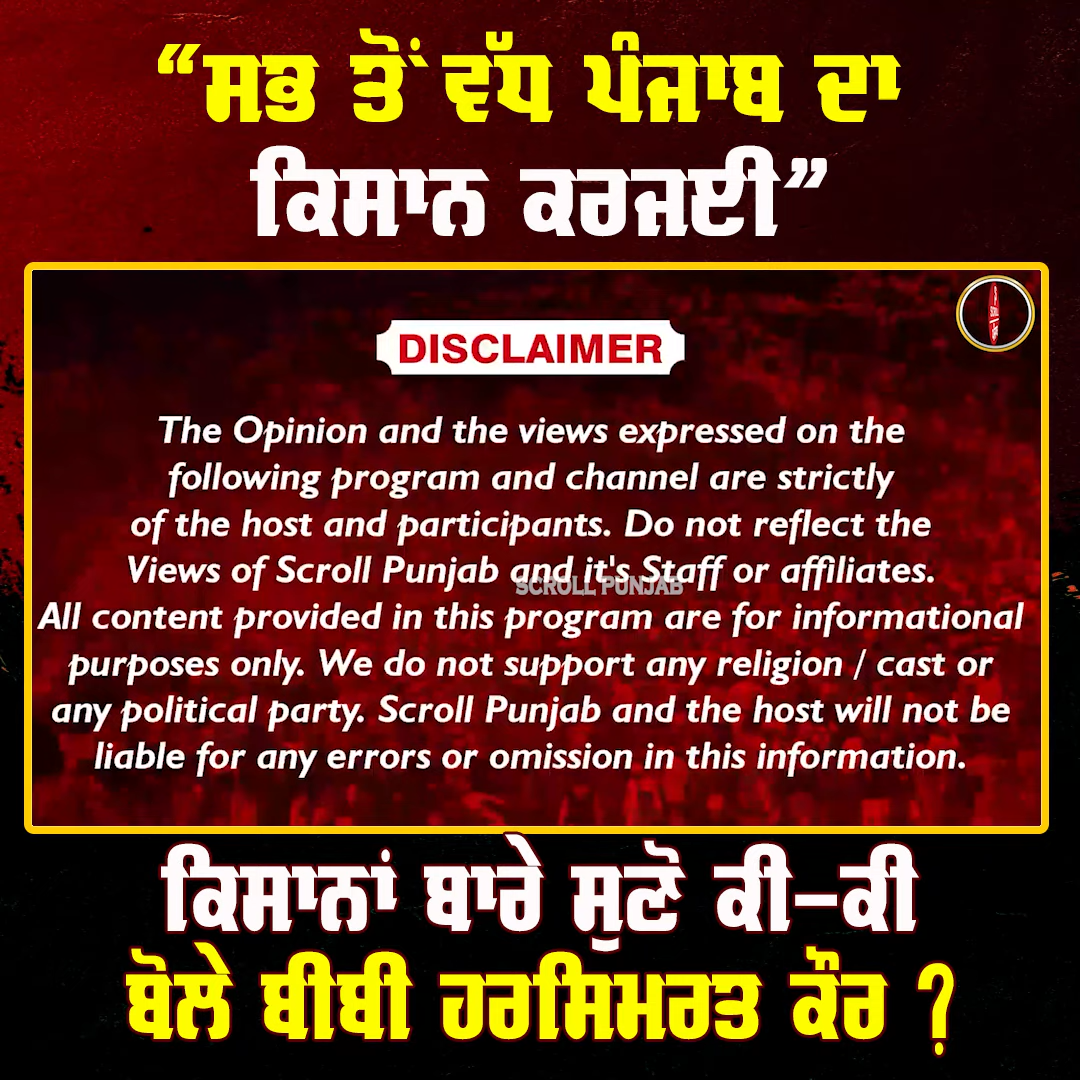 “ਸਭ ਤੋਂ ਵੱਧ ਪੰਜਾਬ ਦਾ
ਕਿਸਾਨ ਕਰਜਈ”
DISCLAIMER
The Opinion and the views expressed on the
following program and channel are strictly
of the host and participants. Do not reflect the
Views of Scroll Punjab and it's Staff or affiliates.
SCROLL PUNJAB
All content provided in this program are for informational
purposes only. We do not support any religion / cast or
any political party. Scroll Punjab and the host will not be
liable for any errors or omission in this information.
ਕਿਸਾਨਾਂ ਬਾਰੇ ਸੁਣੋ ਕੀ-ਕੀ
ਬੋਲੇ ਬੀਬੀ ਹਰਸਿਮਰਤ ਕੌਰ ?